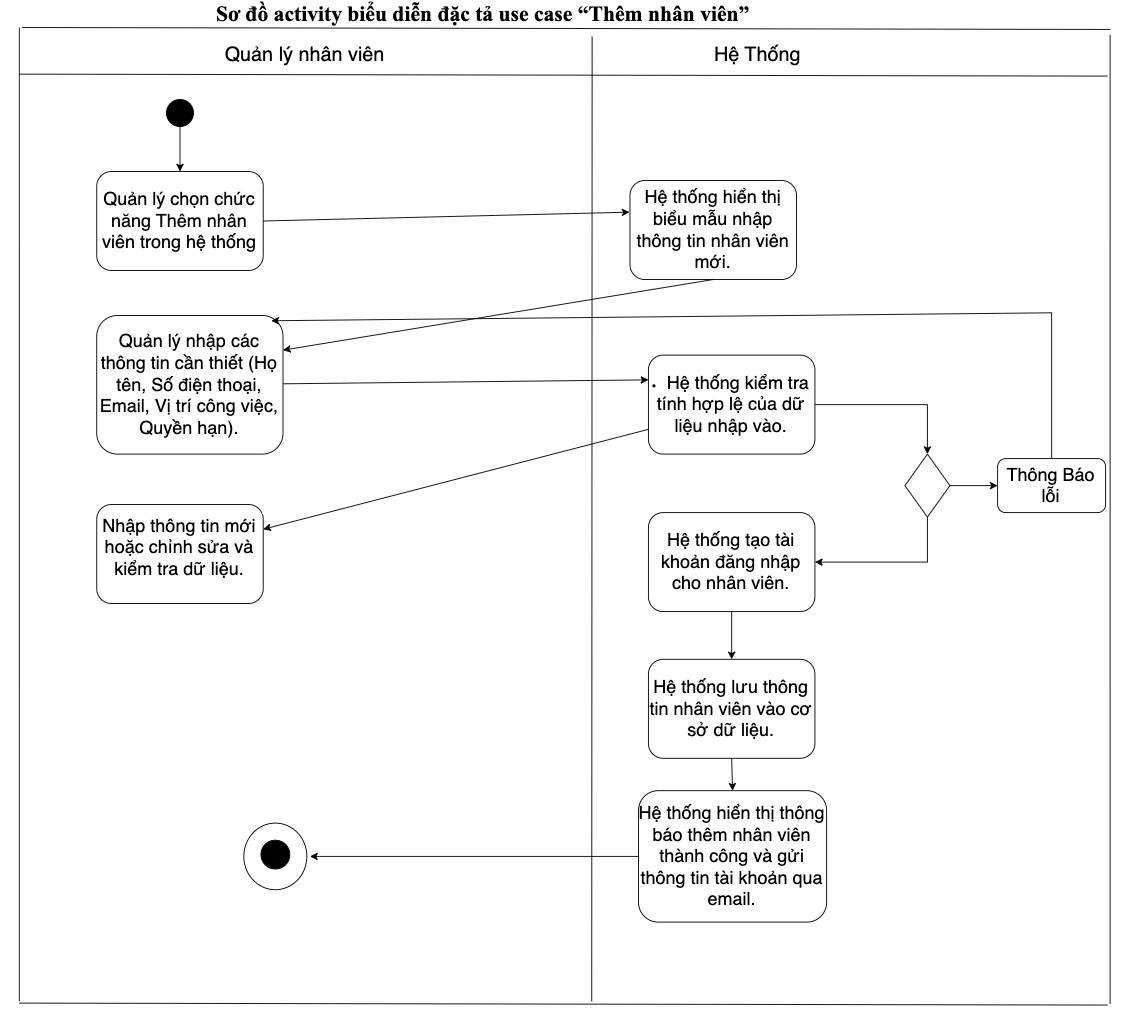 Sơ đồ activity biểu diễn đặc tả use case “Thêm nhân viên”
Quản lý nhân viên
Hệ Thống
Quản lý chọn chức
năng Thêm nhân
viên trong hệ thống
Hệ thống hiển thị
biểu mẫu nhập
thông tin nhân viên
mới.
Quản lý nhập các
thông tin cần thiết (Họ
tên, Số điện thoại,
Email, Vị trí công việc,
Quyền hạn).
. Hệ thống kiểm tra
tính hợp lệ của dữ
liệu nhập vào.
Thông Báo
lỗi
Nhập thông tin mới
hoặc chỉnh sửa và
kiểm tra dữ liệu.
Hệ thống tạo tài
khoản đăng nhập
cho nhân viên.
Hệ thống lưu thông
tin nhân viên vào cơ
sở dữ liệu.
Hệ thống hiển thị thông
báo thêm nhân viên
thành công và gửi
thông tin tài khoản qua
email.